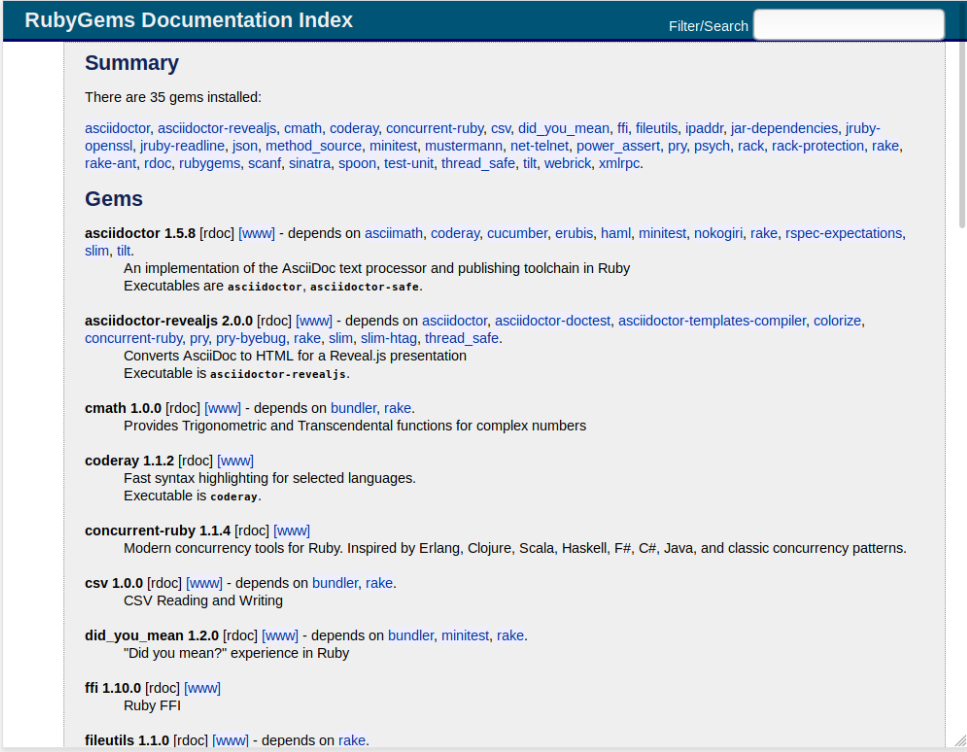 RubyGems Documentation Index
Filter/Search
Summary
There are 35 gems installed:
asciidoctor, asciidoctor-revealjs, cmath, coderay, concurrent-ruby, csv, did_you_mean, ffi, fileutils, ipaddr, jar-dependencies, jruby-
openssl, jruby-readline, json, method_source, minitest, mustermann, net-telnet, power_assert, pry, psych, rack, rack-protection, rake,
rake-ant, rdoc, rubygems, scanf, sinatra, spoon, test-unit, thread_safe, tilt, webrick, xmlrpc.
Gems
asciidoctor 1.5.8 [rdoc] [www] - depends on asciimath, coderay, cucumber, erubis, haml, minitest, nokogiri, rake, rspec-expectations,
slim, tilt.
An implementation of the AsciiDoc text processor and publishing toolchain in Ruby
Executables are asciidoctor, asciidoctor-safe.
asciidoctor-revealjs 2.0.0 [rdoc] [www] - depends on asciidoctor, asciidoctor-doctest, asciidoctor-templates-compiler, colorize,
concurrent-ruby, pry, pry-byebug, rake, slim, slim-htag, thread_safe.
Converts AsciiDoc to HTML for a Reveal.js presentation
Executable is asciidoctor-revealjs.
cmath 1.0.0 [rdoc] [www] - depends on bundler, rake.
Provides Trigonometric and Transcendental functions for complex numbers
coderay 1.1.2 [rdoc] [www]
Fast syntax highlighting for selected languages.
Executable is coderay.
concurrent-ruby 1.1.4 [rdoc] [www]
Modern concurrency tools for Ruby. Inspired by Erlang, Clojure, Scala, Haskell, F#, C#, Java, and classic concurrency patterns.
csv 1.0.0 [rdoc] [www] - depends on bundler, rake.
CSV Reading and Writing
did_you_mean 1.2.0 [rdoc] [www] - depends on bundler, minitest, rake.
"Did you mean?" experience in Ruby
ffi 1.10.0 [rdoc] [www]
Ruby FFI
fileutils 1.1.0 [rdoc] [www] - depends on rake.